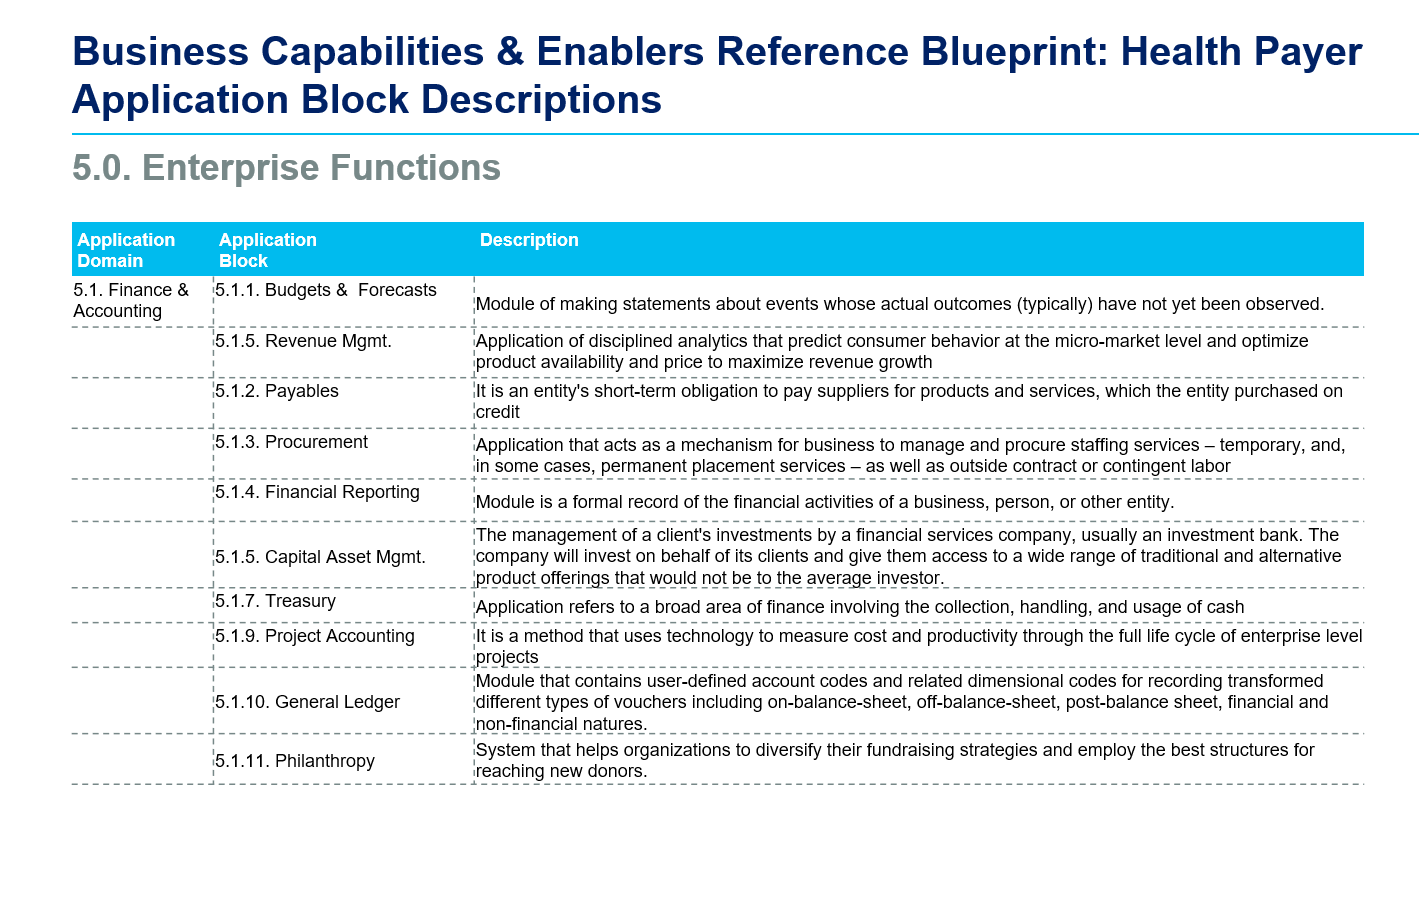 Business Capabilities & Enablers Reference Blueprint: Health Payer
Application Block Descriptions
5.0. Enterprise Functions
Application Domain
Application Block
Description
5.1. Finance & Accounting
5.1.1. Budgets &  Forecasts
Module of making statements about events whose actual outcomes (typically) have not yet been observed.
5.1.5. Revenue Mgmt.
Application of disciplined analytics that predict consumer behavior at the micro-market level and optimize
product availability and price to maximize revenue growth
5.1.2. Payables
It is an entity's short-term obligation to pay suppliers for products and services, which the entity purchased on
credit
5.1.3. Procurement
Application that acts as a mechanism for business to manage and procure staffing services – temporary, and,
in some cases, permanent placement services – as well as outside contract or contingent labor
5.1.4. Financial Reporting
Module is a formal record of the financial activities of a business, person, or other entity.
5.1.5. Capital Asset Mgmt.
The management of a client's investments by a financial services company, usually an investment bank. The
company will invest on behalf of its clients and give them access to a wide range of traditional and alternative
product offerings that would not be to the average investor.
5.1.7. Treasury
Application refers to a broad area of finance involving the collection, handling, and usage of cash
5.1.9. Project Accounting
It is a method that uses technology to measure cost and productivity through the full life cycle of enterprise level
projects
5.1.10. General Ledger
Module that contains user-defined account codes and related dimensional codes for recording transformed
different types of vouchers including on-balance-sheet, off-balance-sheet, post-balance sheet, financial and
non-financial natures.
5.1.11. Philanthropy
System that helps organizations to diversify their fundraising strategies and employ the best structures for
reaching new donors.